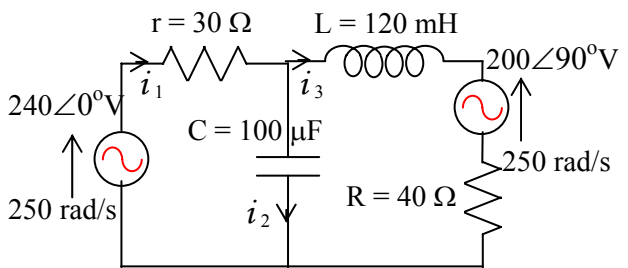 r = 30 Ω
L = 120 mH
i1
i3
200∠90°V
240∠0°V
C = 100 μF
250 rad/s
R = 40 Ω
250 rad/s
i2